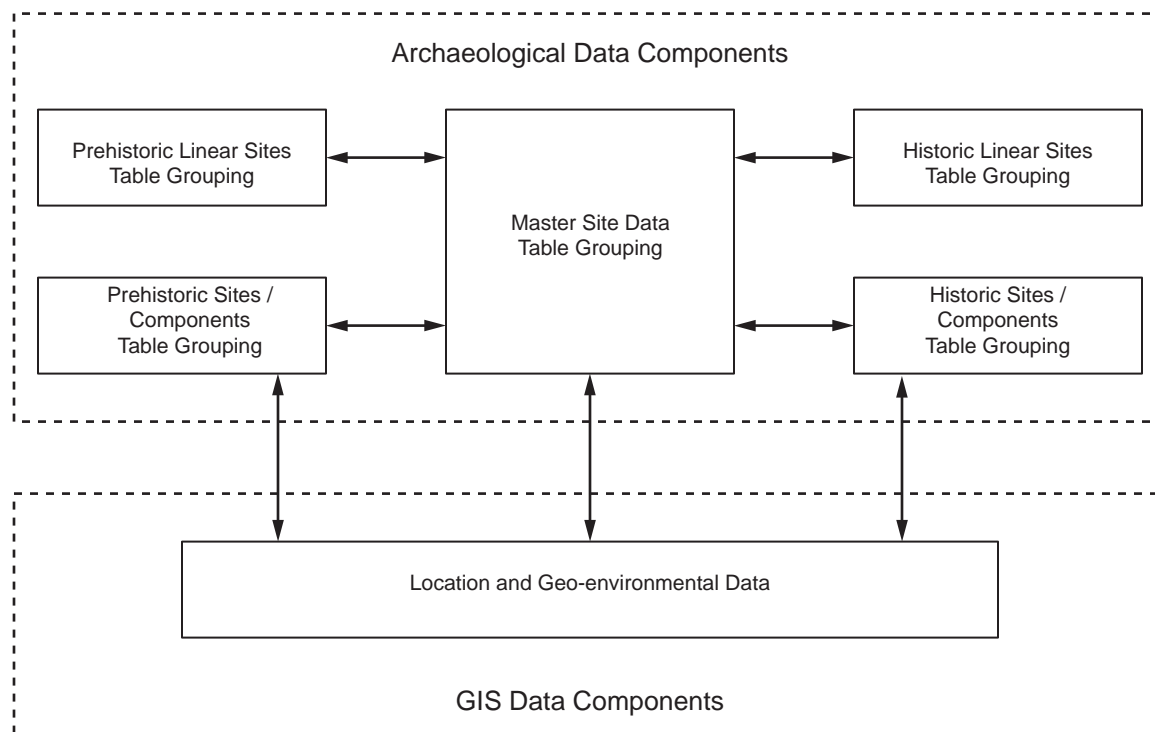 Archaeological Data Components
Prehistoric Linear Sites
Table Grouping
Master Site Data
Table Grouping
Historic Linear Sites
Table Grouping
Prehistoric Sites /
Components
Table Grouping
Historic Sites /
Components
Table Grouping
Location and Geo-environmental Data
GIS Data Components